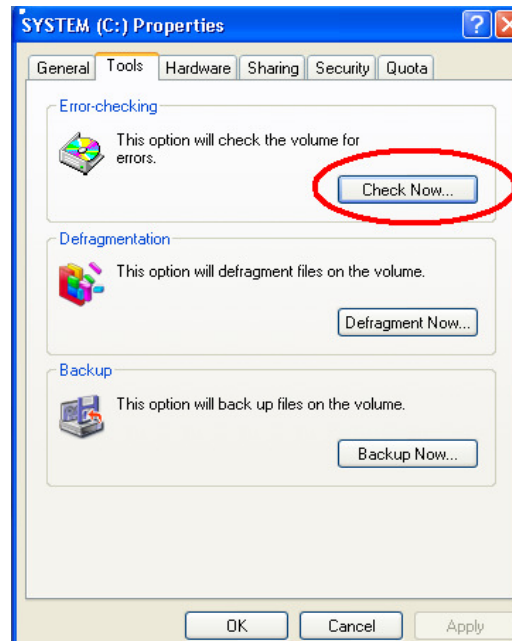 SYSTEM (C:) Properties
General Tools Hardware Sharing Security Quota
Error-checking
This option will check the volume for
errors.
Check Now...
Defragmentation
This option will defragment files on the volume.
Defragment Now...
Backup
This option will back up files on the volume.
Backup Now...
OK Cancel Apply